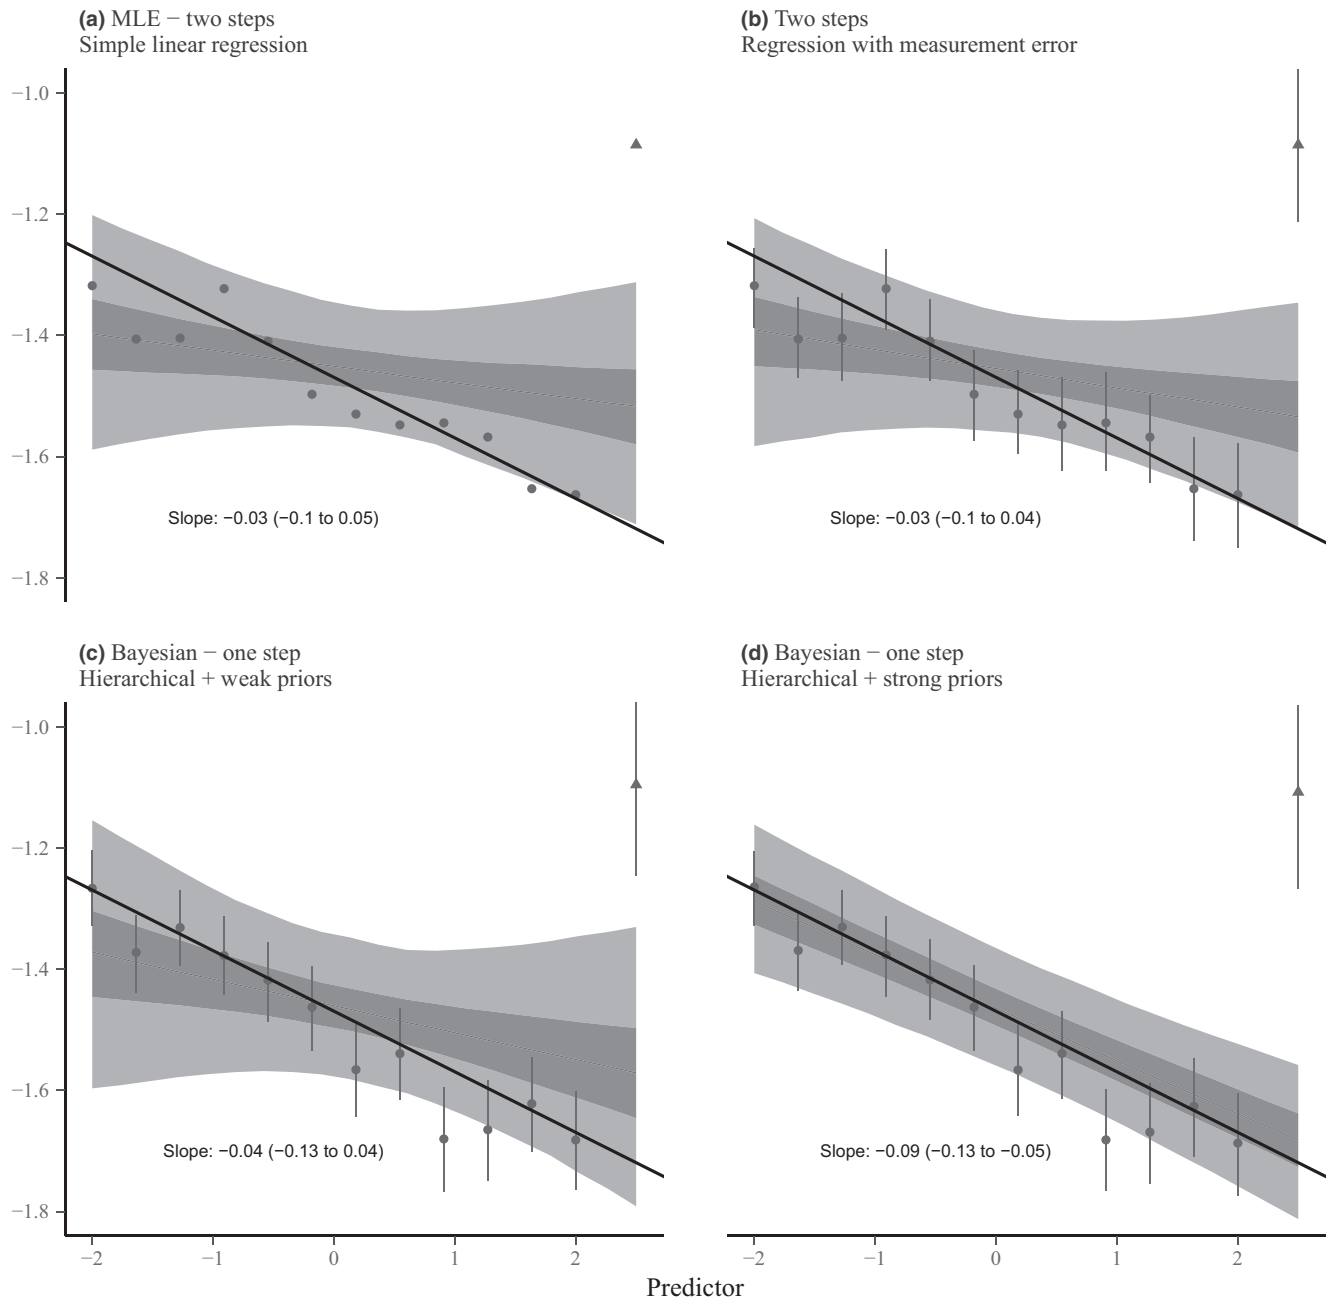 (a) MLE − two steps
Simple linear regression
(b) Two steps
Regression with measurement error
−1.0
−1.2
−1.4
−1.6
−1.8
Slope: −0.03 (−0.1 to 0.05)
Slope: −0.03 (−0.1 to 0.04)
(c) Bayesian − one step
Hierarchical + weak priors
(d) Bayesian − one step
Hierarchical + strong priors
−1.0
−1.2
−1.4
−1.6
−1.8
Slope: −0.04 (−0.13 to 0.04)
Slope: −0.09 (−0.13 to −0.05)
−2 −1 0 1 2
−2 −1 0 1 2
Predictor